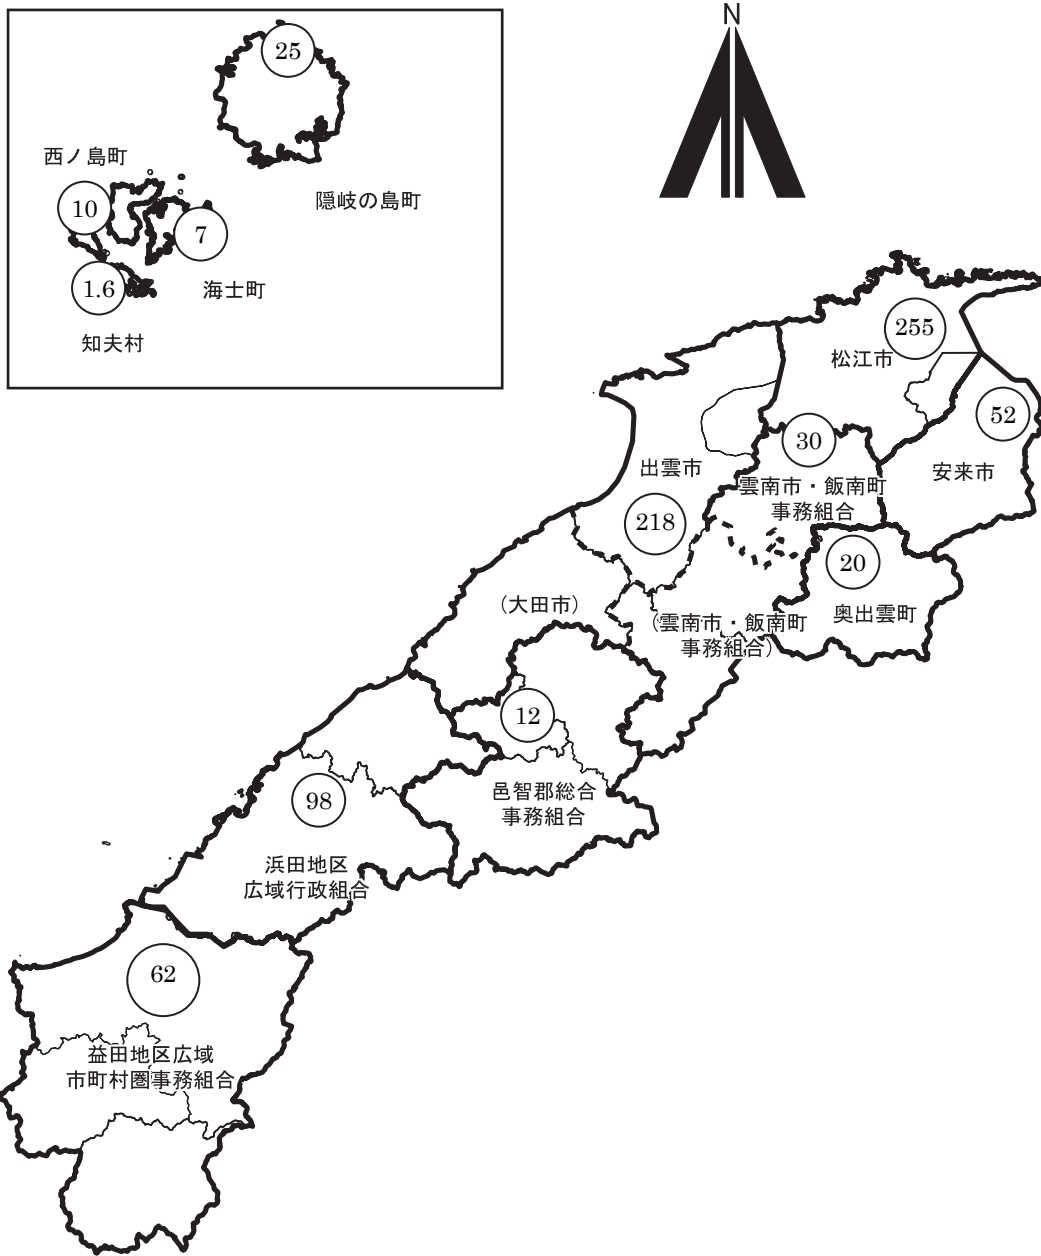 N
25
西ノ島町
隠岐の島町
10
7
海士町
1.6
知夫村
255
松江市
52
安来市
30
出雲市
雲南市・飯南町
事務組合
218
20
奥出雲町
（大田市）
（雲南市・飯南町
事務組合）
12
邑智郡総合
事務組合
98
浜田地区
広域行政組合
62
益田地区広域
市町村圏事務組合